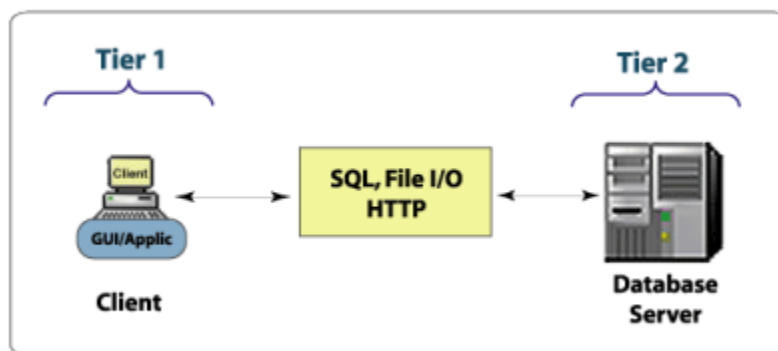 Tier 1
Tier 2
Client
GUI/Applic
Client
SQL, File I/O
HTTP
Database
Server